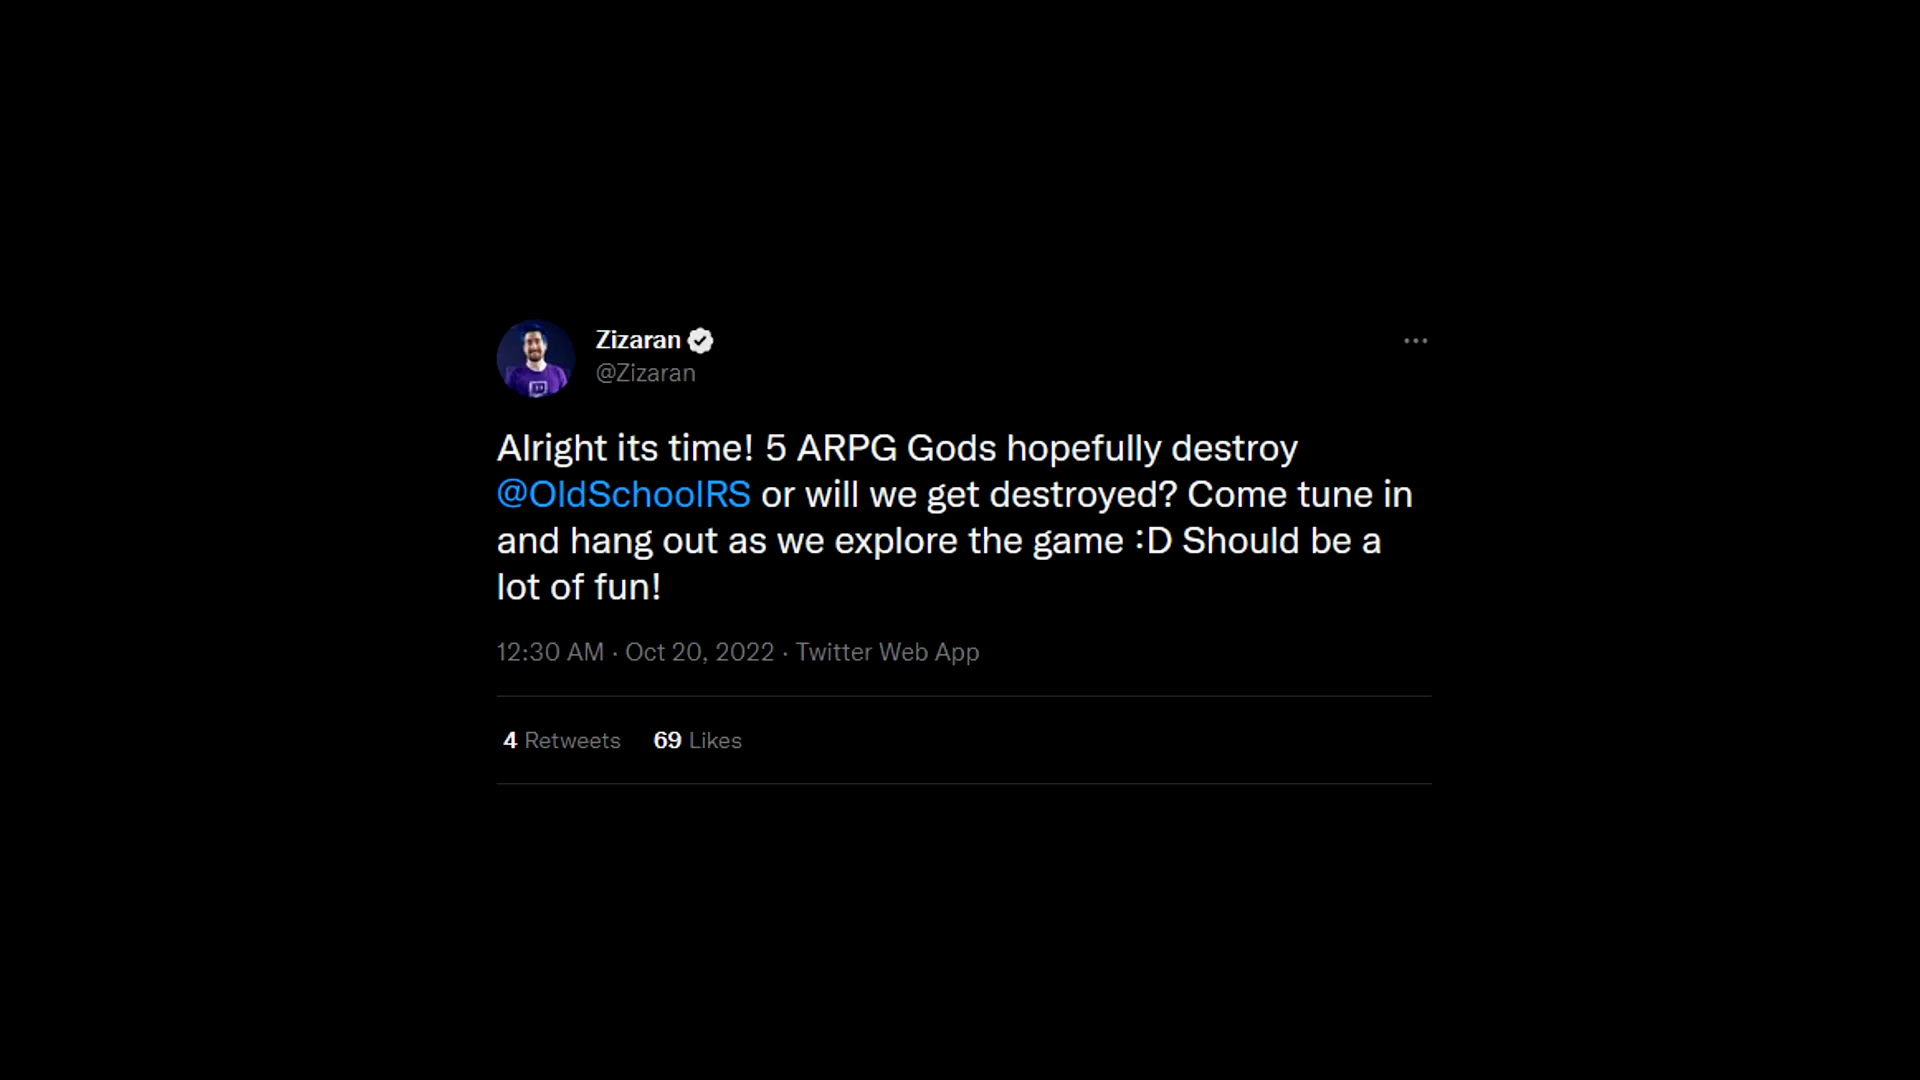 Zizaran
@Zizaran
Alright its time! 5 ARPG Gods hopefully destroy
@OldSchoolRS or will we get destroyed? Come tune in
and hang out as we explore the game :D Should be a
lot of fun!
12:30 AM · Oct 20, 2022 · Twitter Web App
4 Retweets 69 Likes